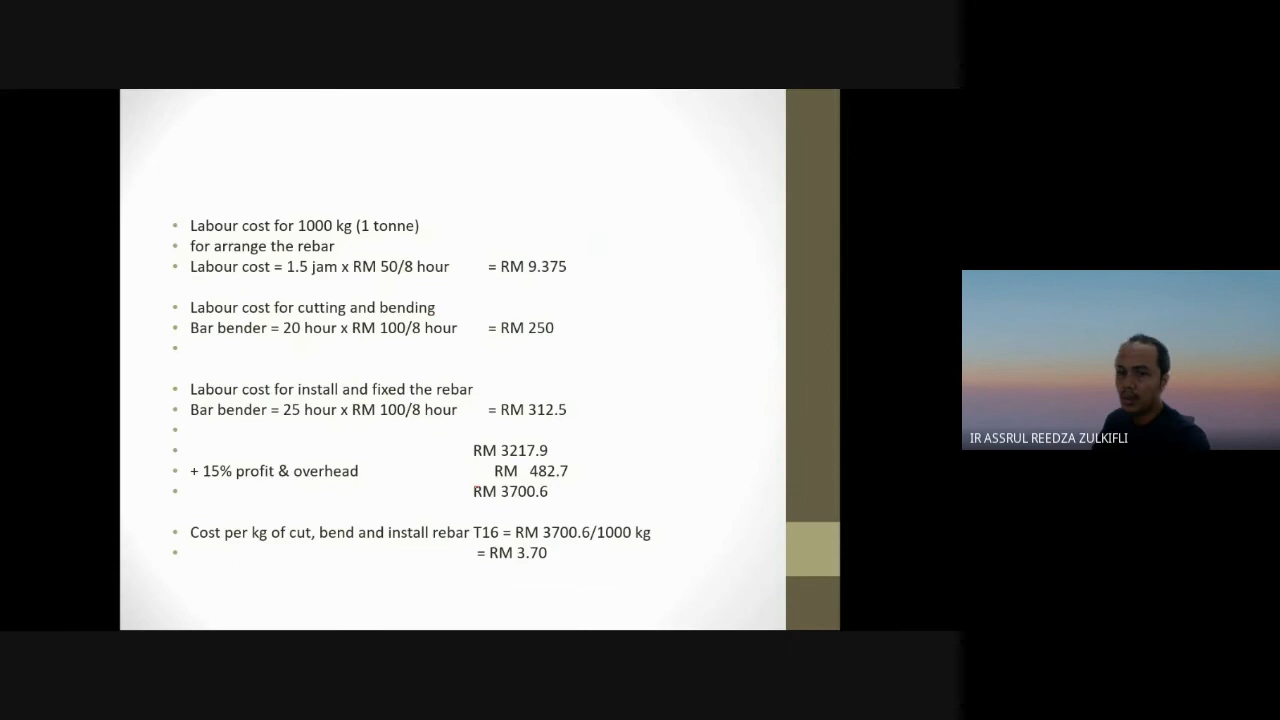 Labour cost for 1000 kg (1 tonne)
for arrange the rebar
Labour cost = 1.5 jam x RM 50/8 hour = RM 9.375
Labour cost for cutting and bending
Bar bender = 20 hour x RM 100/8 hour = RM 250
Labour cost for install and fixed the rebar
Bar bender = 25 hour x RM 100/8 hour = RM 312.5
RM 3217.9
+ 15% profit & overhead RM 482.7
RM 3700.6
Cost per kg of cut, bend and install rebar T16 = RM 3700.6/1000 kg
= RM 3.70
IR ASSRUL REEDZA ZULKIFLI